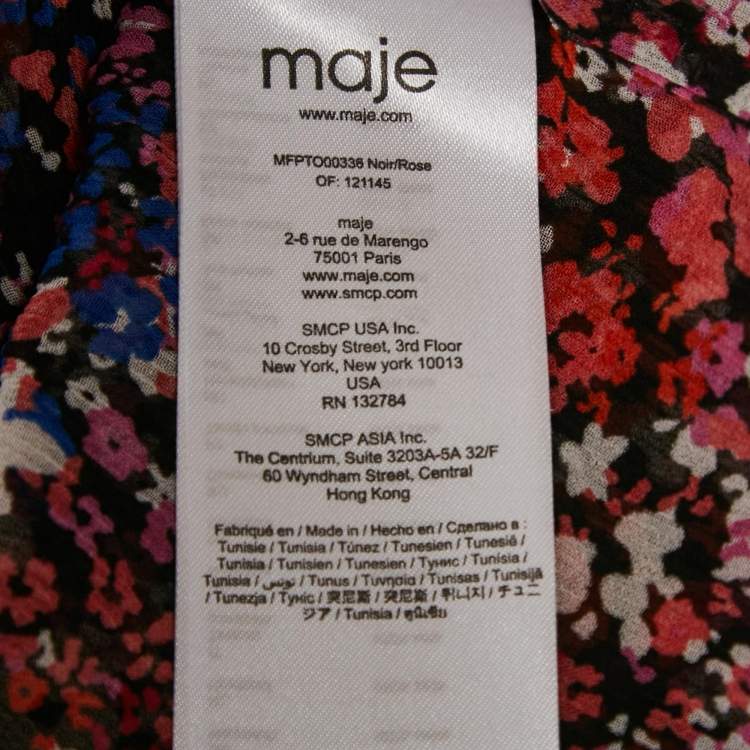 maje
www.maje.com
MFPTO00336 Noir/Rose
OF: 121145
maje
2-6 rue de Marengo
75001 Paris
www.maje.com
www.smcp.com
SMCP USA Inc.
10 Crosby Street, 3rd Floor
New York, New york 10013
USA
RN 132784
SMCP ASIA Inc.
The Centrium, Suite 3203A-5A 32/F
60 Wyndham Street, Central
Hong Kong
Fabriqué en / Made in / Hecho en / Сделано в :
Tunisie / Tunisia / Túnez / Tunesien / Tunesië /
Tunisia / Tunisien / Tunesien / Тунис / Tunísia /
Tunisia / تونس / Tunus / Τυνησία / Tunisas / Tunisijā
/ Tunezja / Туніс / 突尼斯 / 突尼斯 / 튀니지 / チュニ
ジア / Tunisia / ตูนิเซีย